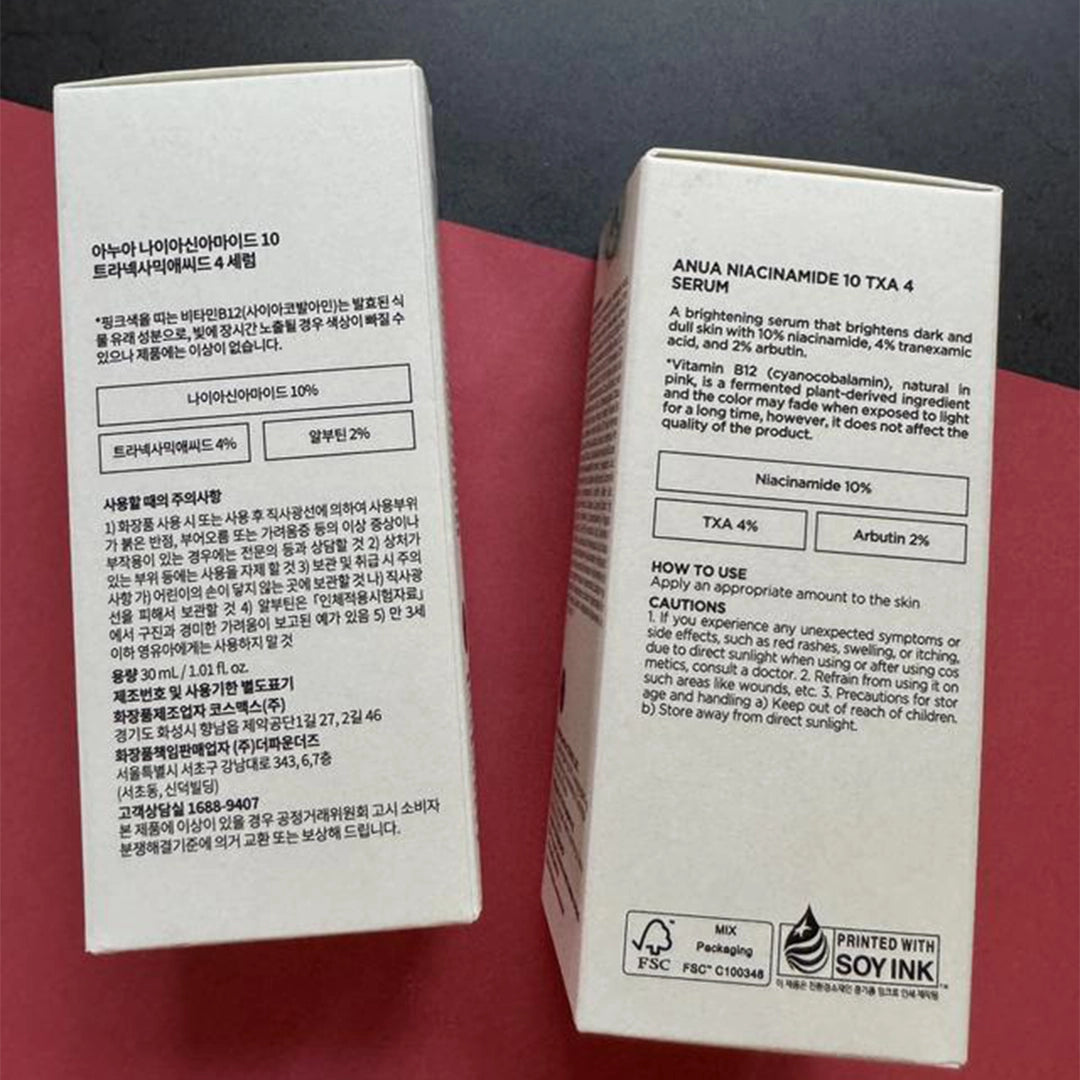 아누아 나이아신아마이드 10
트라넥사믹애씨드 4 세럼
*핑크색을 띠는 비타민B12(사이아코발아민)는 발효된 식
물 유래 성분으로, 빛에 장시간 노출될 경우 색상이 빠질 수
있으나 제품에는 이상이 없습니다.
나이아신아마이드 10%
트라넥사믹애씨드 4%
알부틴 2%
사용할 때의 주의사항
1) 화장품 사용 시 또는 사용 후 직사광선에 의하여 사용부위
가 붉은 반점, 부어오름 또는 가려움증 등의 이상 증상이나
부작용이 있는 경우에는 전문의 등과 상담할 것 2) 상처가
있는 부위 등에는 사용을 자제 할 것 3) 보관 및 취급 시 주의
사항 가) 어린이의 손이 닿지 않는 곳에 보관할 것 나) 직사광
선을 피해서 보관할 것 4) 알부틴은 「인체적용시험자료」
에서 구진과 경미한 가려움이 보고된 예가 있음 5) 만 3세
이하 영유아에게는 사용하지 말 것
용량 30 mL / 1.01 fl. oz.
제조번호 및 사용기한 별도표기
화장품제조업자 코스맥스(주)
경기도 화성시 향남읍 제약공단1길 27, 2길 46
화장품책임판매업자 (주)더파운더즈
서울특별시 서초구 강남대로 343, 6,7층
(서초동, 신덕빌딩)
고객상담실 1688-9407
본 제품에 이상이 있을 경우 공정거래위원회 고시 소비자
분쟁해결기준에 의거 교환 또는 보상해 드립니다.
ANUA NIACINAMIDE 10 TXA 4
SERUM
A brightening serum that brightens dark and
dull skin with 10% niacinamide, 4% tranexamic
acid, and 2% arbutin.
*Vitamin B12 (cyanocobalamin), natural in
pink, is a fermented plant-derived ingredient
and the color may fade when exposed to light
for a long time, however, it does not affect the
quality of the product.
Niacinamide 10%
TXA 4%
Arbutin 2%
HOW TO USE
Apply an appropriate amount to the skin
CAUTIONS
1. If you experience any unexpected symptoms or
side effects, such as red rashes, swelling, or itching,
due to direct sunlight when using or after using cos
metics, consult a doctor. 2. Refrain from using it on
such areas like wounds, etc. 3. Precautions for stor
age and handling a) Keep out of reach of children.
b) Store away from direct sunlight.
FSC
MIX
Packaging
FSC™ C100348
PRINTED WITH
SOY INK™
이 제품은 친환경소재인 콩기름 잉크로 인쇄 제작됨